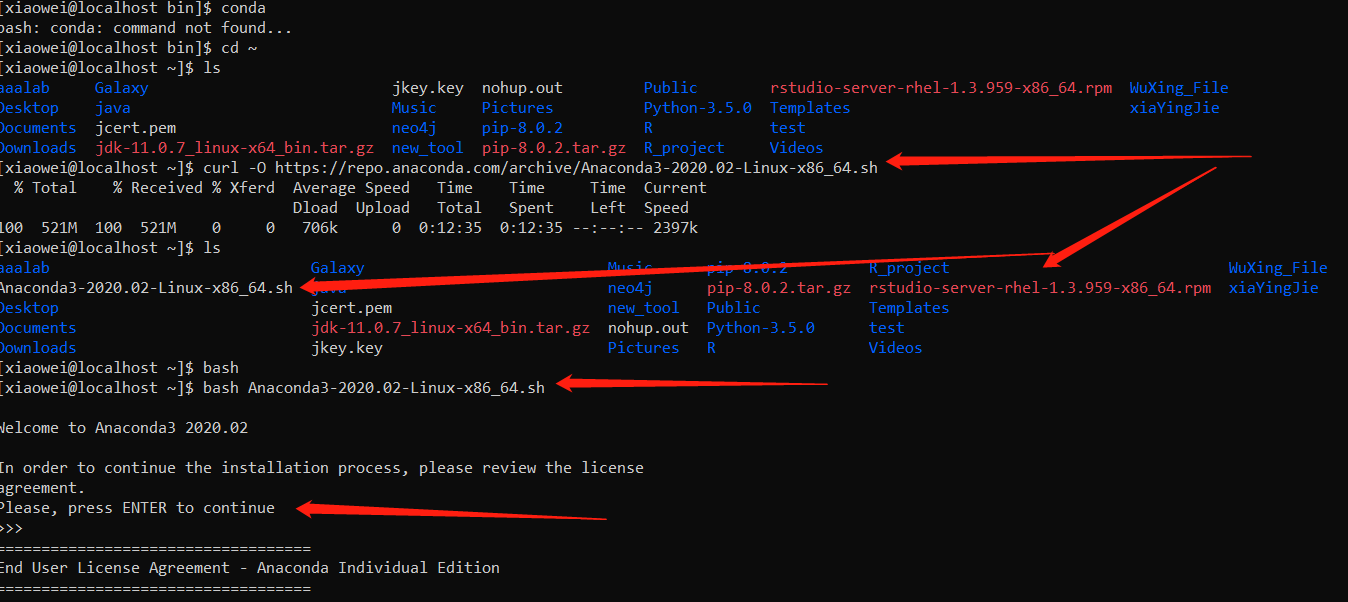 [xiaowei@localhost bin]$ conda
bash: conda: command not found...
[xiaowei@localhost bin]$ cd ~
[xiaowei@localhost ~]$ ls
aaalab Galaxy jkey.key nohup.out Public rstudio-server-rhel-1.3.959-x86_64.rpm WuXing_File
Desktop java Music Pictures Python-3.5.0 Templates xiaYingJie
Documents jcert.pem neo4j pip-8.0.2 R test
Downloads jdk-11.0.7_linux-x64_bin.tar.gz new_tool pip-8.0.2.tar.gz R_project Videos
[xiaowei@localhost ~]$ curl -O https://repo.anaconda.com/archive/Anaconda3-2020.02-Linux-x86_64.sh
% Total % Received % Xferd Average Speed Time Time Time Current
Dload Upload Total Spent Left Speed
100 521M 100 521M 0 0 706k 0 0:12:35 0:12:35 --:--:-- 2397k
[xiaowei@localhost ~]$ ls
aaalab Galaxy Music pip-8.0.2 R_project WuXing_File
Anaconda3-2020.02-Linux-x86_64.sh java neo4j pip-8.0.2.tar.gz rstudio-server-rhel-1.3.959-x86_64.rpm xiaYingJie
Desktop jcert.pem new_tool Public Templates
Documents jdk-11.0.7_linux-x64_bin.tar.gz nohup.out Python-3.5.0 test
Downloads jkey.key Pictures R Videos
[xiaowei@localhost ~]$ bash
[xiaowei@localhost ~]$ bash Anaconda3-2020.02-Linux-x86_64.sh
Welcome to Anaconda3 2020.02
In order to continue the installation process, please review the license
agreement.
Please, press ENTER to continue
>>>
===================================
End User License Agreement - Anaconda Individual Edition
===================================